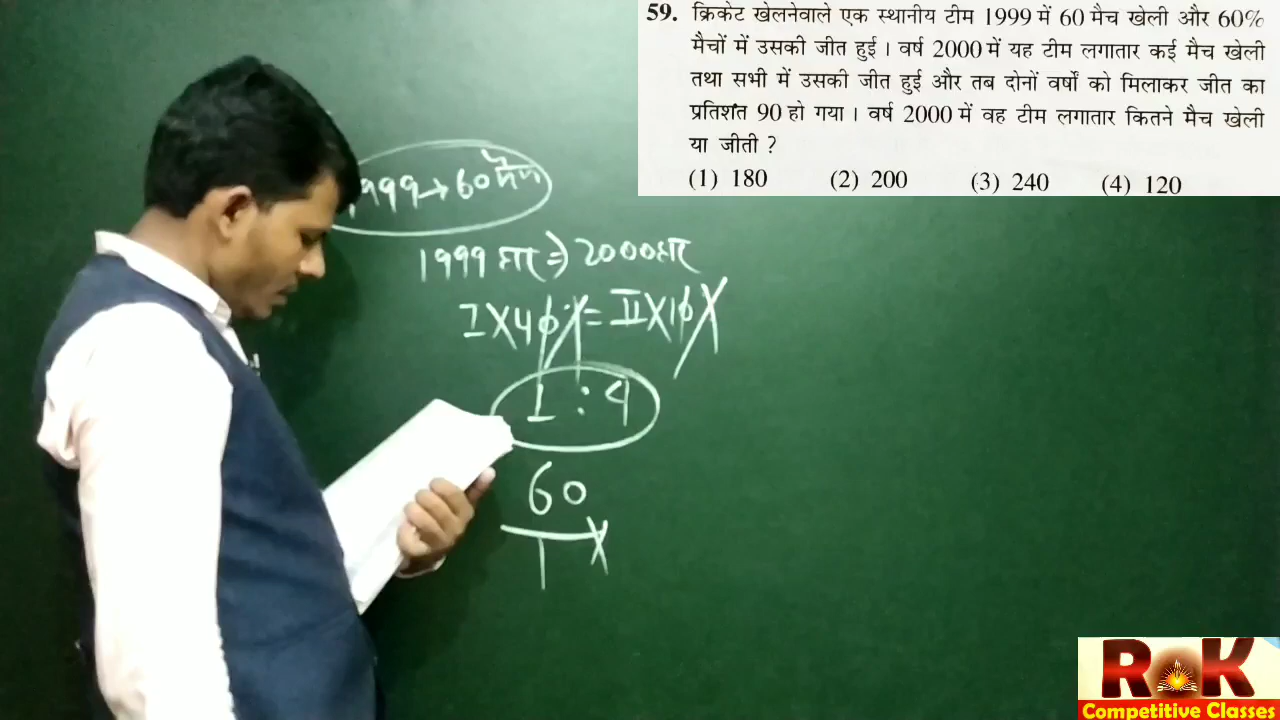 59. क्रिकेट खेलनेवाले एक स्थानीय टीम 1999 में 60 मैच खेली और 60%
मैचों में उसकी जीत हुई। वर्ष 2000 में यह टीम लगातार कई मैच खेली
तथा सभी में उसकी जीत हुई और तब दोनों वर्षों को मिलाकर जीत का
प्रतिशत 90 हो गया। वर्ष 2000 में वह टीम लगातार कितने मैच खेली
या जीती ?
(1) 180 (2) 200 (3) 240 (4) 120
1999→60 मैच
1999 हार ⇒ 2000 हार
I X 40 X = II X 10 X
1 : 4
60
1 X
ROK
Competitive Classes